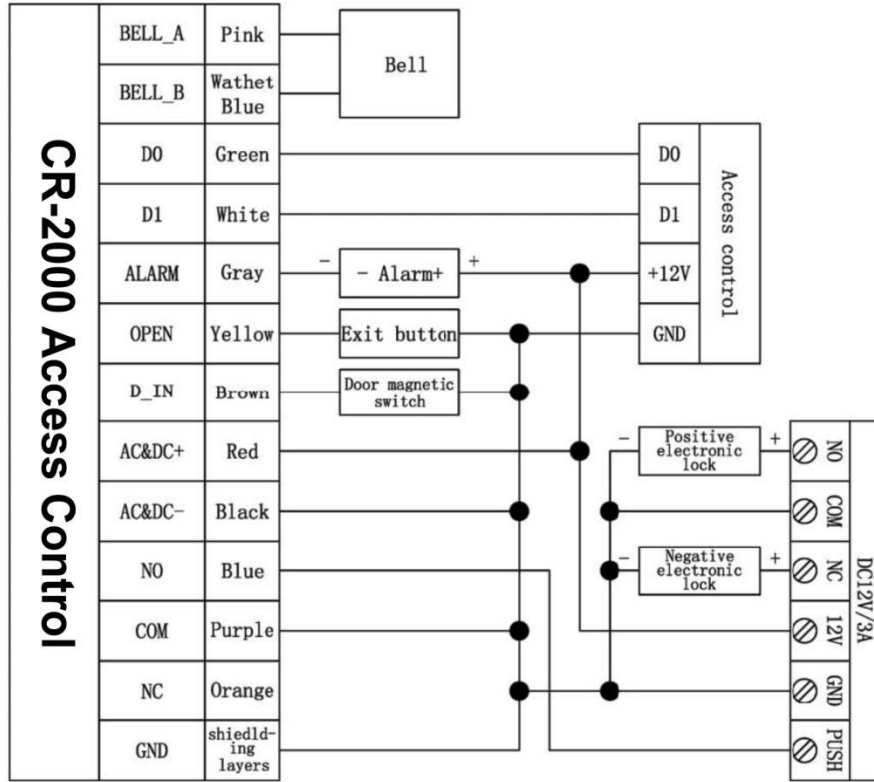 CR-2000 Access Control
BELL_A Pink
BELL_B Wathet
Blue
Bell
D0 Green
D0
D1 White
D1
Access control
ALARM Gray
- - Alarm+ +
+12V
OPEN Yellow
Exit button
GND
D_IN Brown
Door magnetic
switch
AC&DC+ Red
- Positive
electronic
lock +
NO
AC&DC- Black
COM
NO Blue
- Negative
electronic
lock +
NC
DC12V/3A
COM Purple
12V
NC Orange
GND
GND shiedld-
ing
layers
PUSH